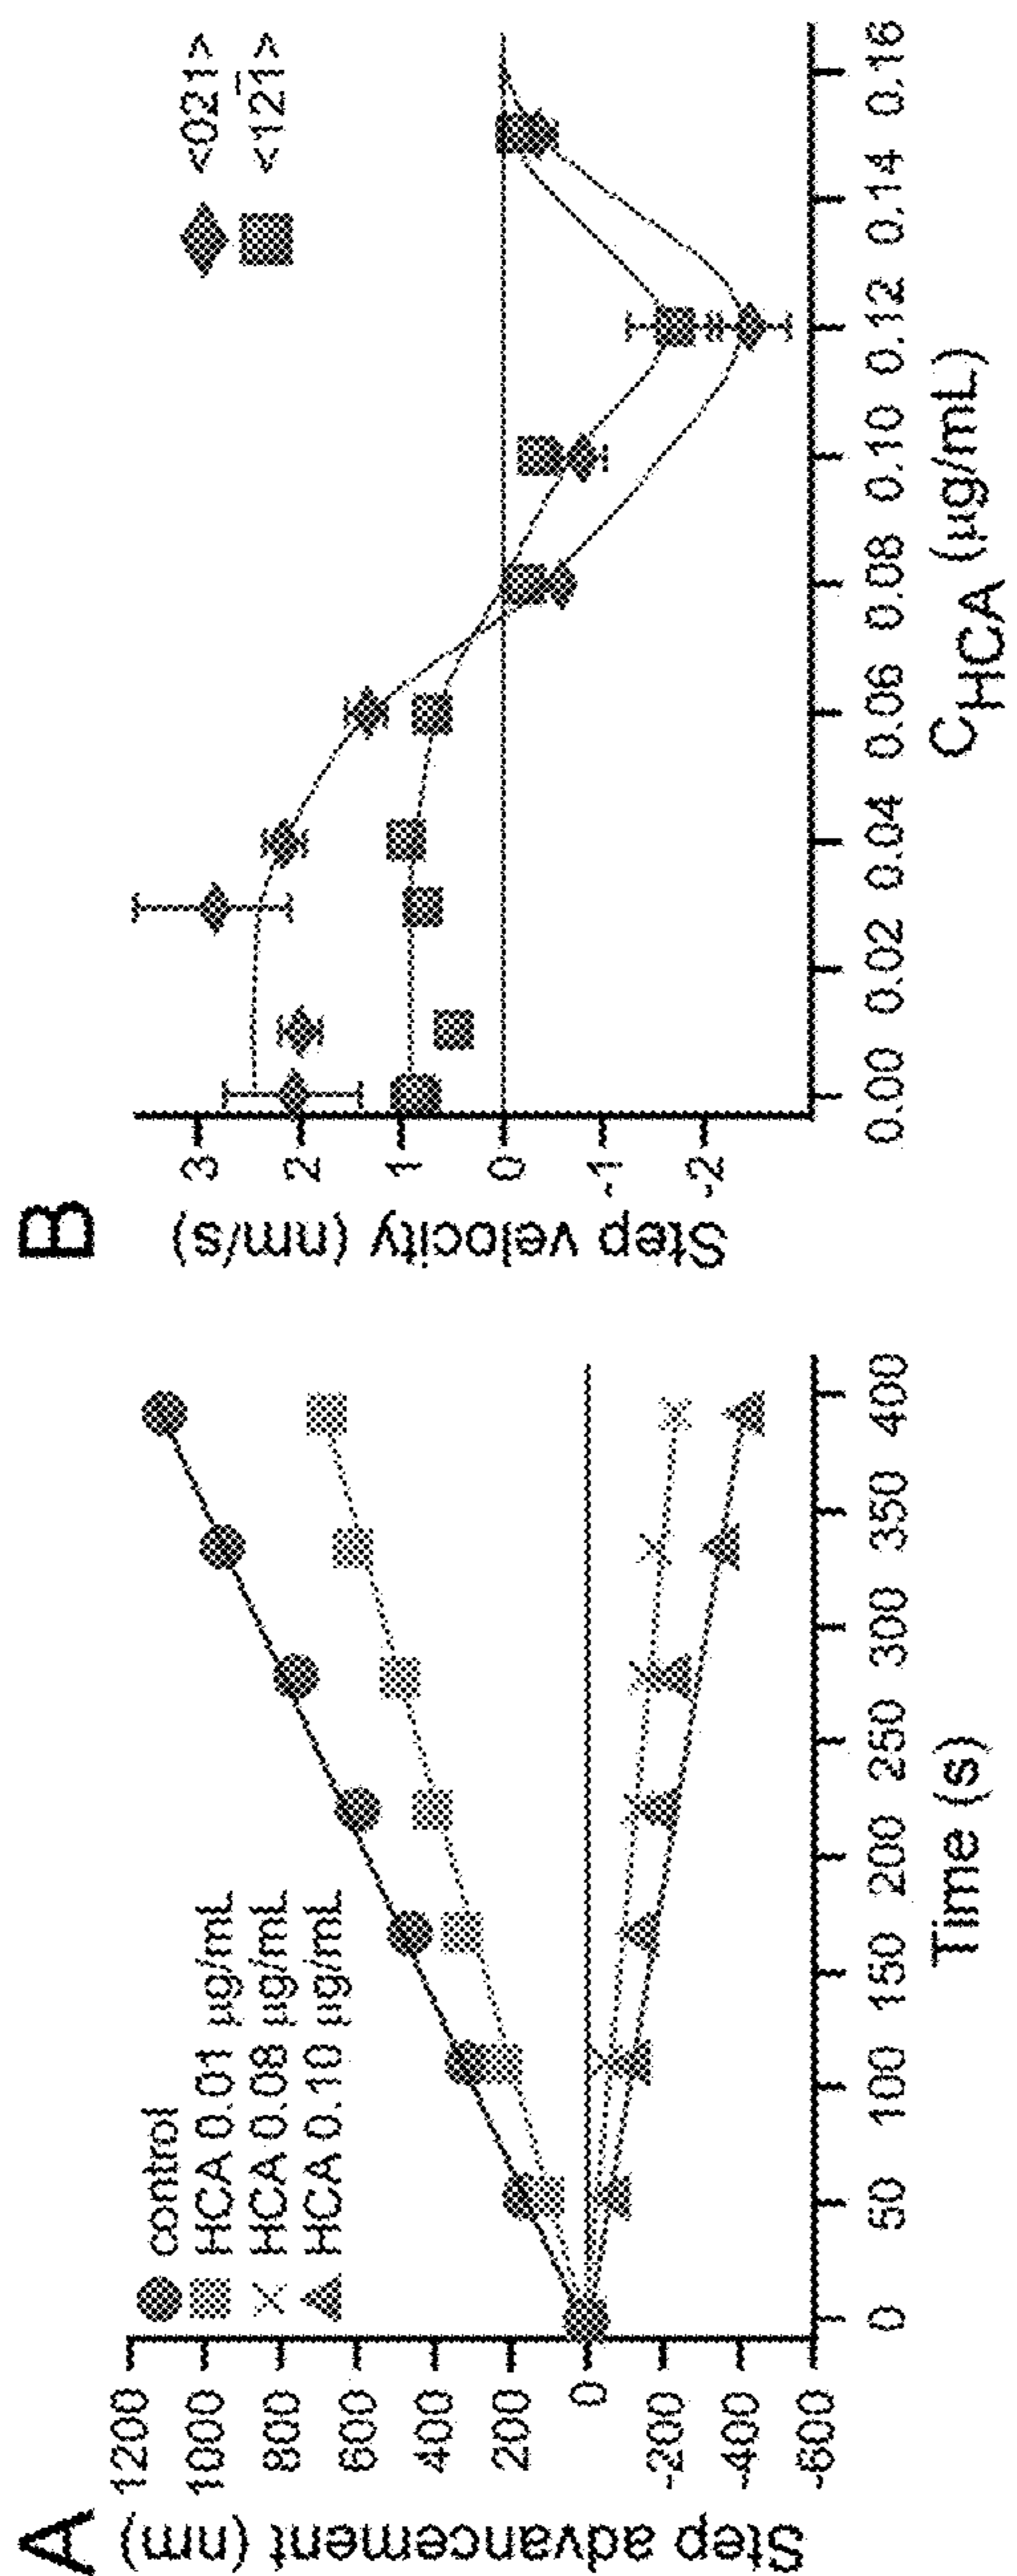 A
Step advancement (nm)
1200
1000
800
600
400
200
0
-200
-400
-600
control
HCA 0.01 µg/mL
HCA 0.08 µg/mL
HCA 0.10 µg/mL
0 50 100 150 200 250 300 350 400
Time (s)
B
Step velocity (nm/s)
3
2
1
0
-1
-2
<021>
<12̅1>
0.00 0.02 0.04 0.06 0.08 0.10 0.12 0.14 0.16
C_HCA (µg/mL)